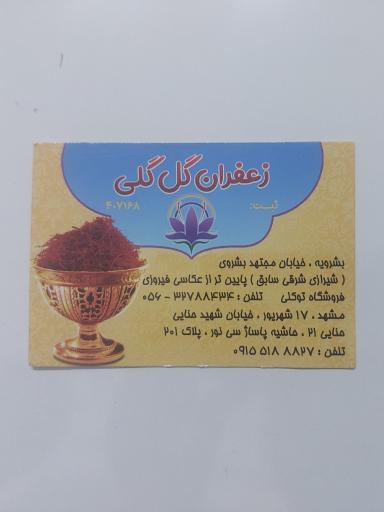 زعفران گل گلی
ثبت: ۴۰۷۱۶۸
بشرویه ، خیابان مجتهد بشروی
( شیرازی شرقی سابق ) پایین تر از عکاسی فیروزی
فروشگاه توکلی تلفن : ۳۲۷۸۸۴۳۴ - ۰۵۶
مشهد ، ۱۷ شهریور ، خیابان شهید حنایی
حنایی ۲۱ ، حاشیه پاساژ سی نور ، پلاک ۲۰۱
تلفن : ۰۹۱۵ ۵۱۸ ۸۸۲۷